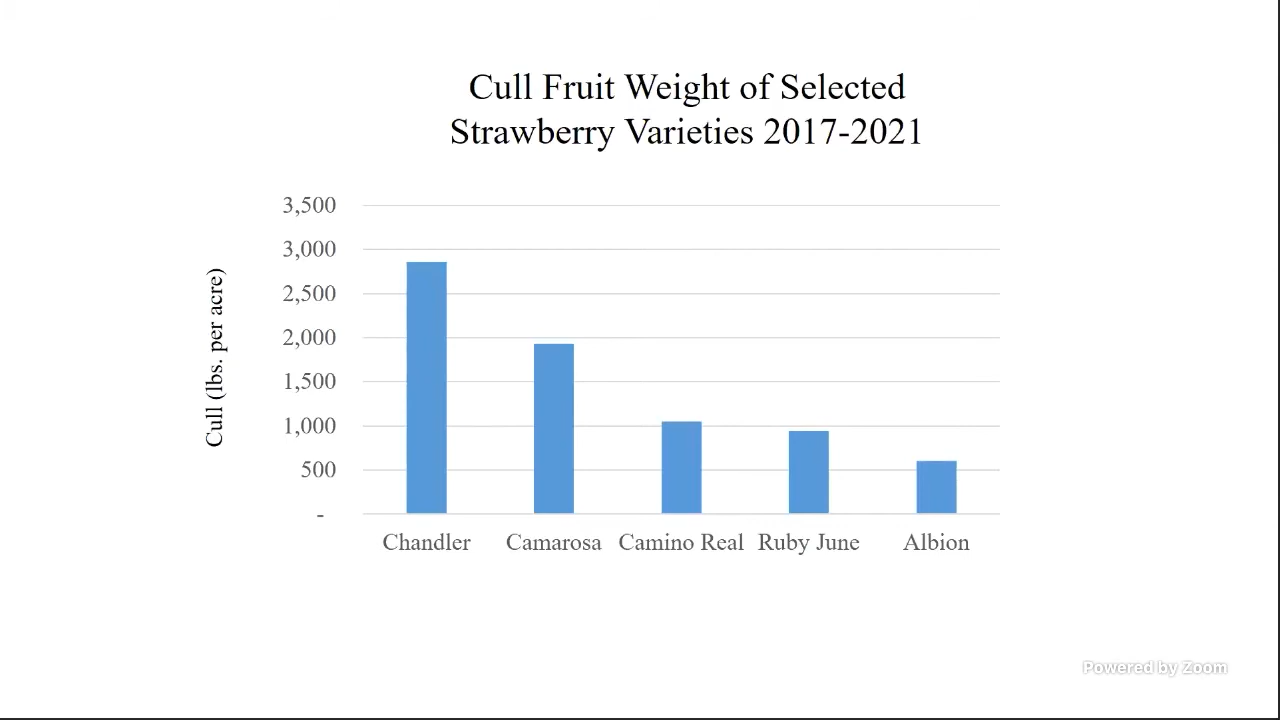 Cull Fruit Weight of Selected
Strawberry Varieties 2017-2021
Cull (lbs. per acre)
3,500
3,000
2,500
2,000
1,500
1,000
500
-
Chandler Camarosa Camino Real Ruby June Albion
Powered by Zoom